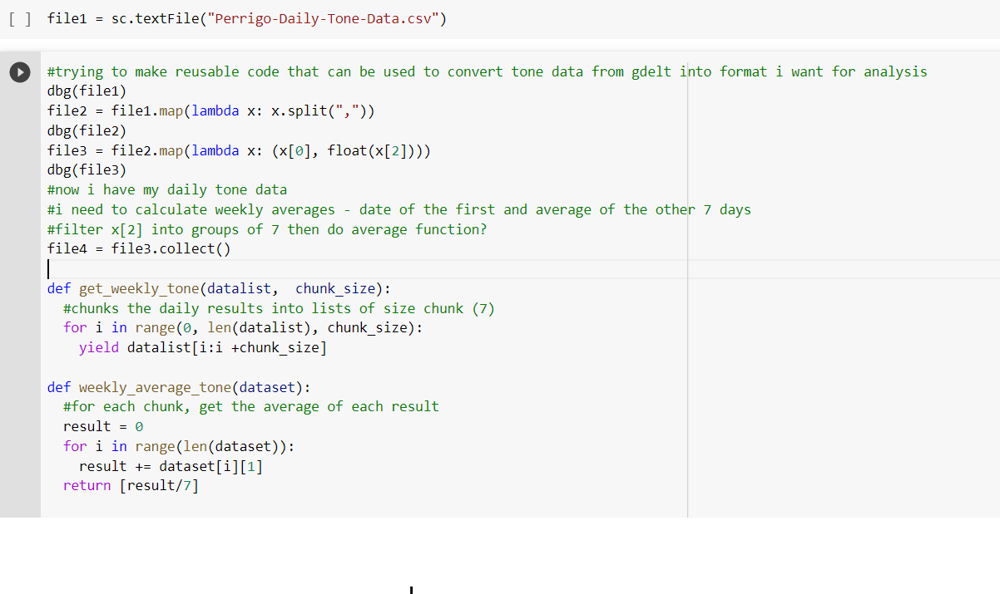 [ ] file1 = sc.textFile("Perrigo-Daily-Tone-Data.csv")
#trying to make reusable code that can be used to convert tone data from gdelt into format i want for analysis
dbg(file1)
file2 = file1.map(lambda x: x.split(","))
dbg(file2)
file3 = file2.map(lambda x: (x[0], float(x[2])))
dbg(file3)
#now i have my daily tone data
#i need to calculate weekly averages - date of the first and average of the other 7 days
#filter x[2] into groups of 7 then do average function?
file4 = file3.collect()
def get_weekly_tone(datalist,  chunk_size):
  #chunks the daily results into lists of size chunk (7)
  for i in range(0, len(datalist), chunk_size):
    yield datalist[i:i +chunk_size]
def weekly_average_tone(dataset):
  #for each chunk, get the average of each result
  result = 0
  for i in range(len(dataset)):
    result += dataset[i][1]
  return [result/7]